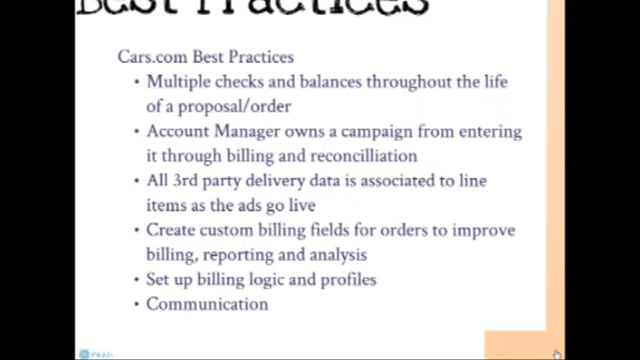 Best Practices
Cars.com Best Practices
• Multiple checks and balances throughout the life
of a proposal/order
• Account Manager owns a campaign from entering
it through billing and reconcilliation
• All 3rd party delivery data is associated to line
items as the ads go live
• Create custom billing fields for orders to improve
billing, reporting and analysis
• Set up billing logic and profiles
• Communication